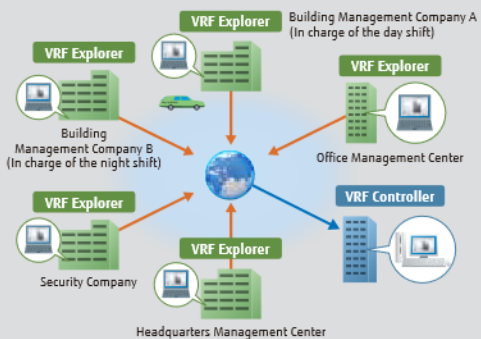 VRF Explorer
Building Management Company A
(In charge of the day shift)
VRF Explorer
Building
Management Company B
(In charge of the night shift)
VRF Explorer
Office Management Center
VRF Explorer
Security Company
VRF Explorer
Headquarters Management Center
VRF Controller